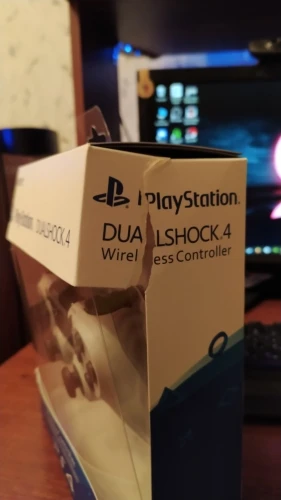 PlayStation.
DUALSHOCK.4
Wireless Controller
DUALSHOCK.4